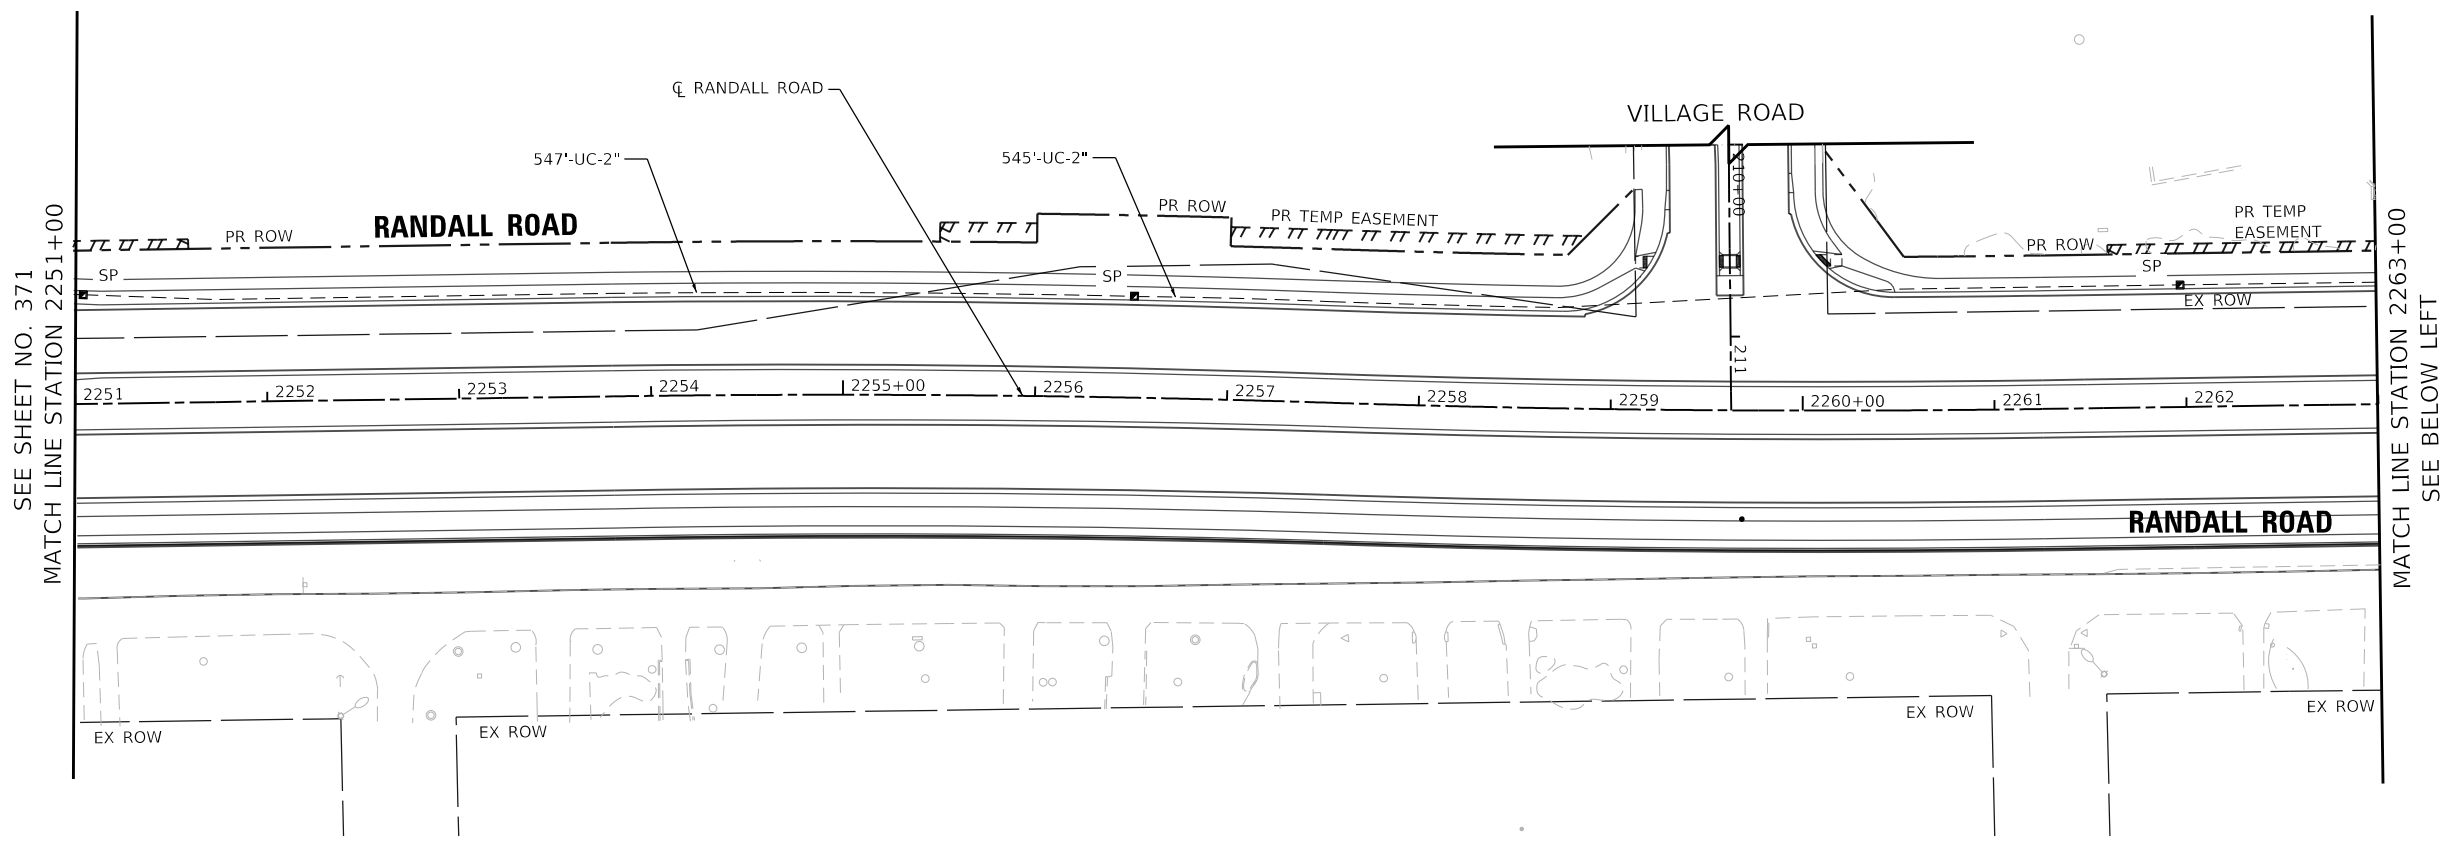 ℄ RANDALL ROAD
VILLAGE ROAD
547'-UC-2"
545'-UC-2"
210+00
PR ROW
RANDALL ROAD
PR ROW
PR TEMP EASEMENT
PR ROW
PR TEMP
EASEMENT
SP
SP
SP
EX ROW
211
2251
2252
2253
2254
2255+00
2256
2257
2258
2259
2260+00
2261
2262
RANDALL ROAD
EX ROW
EX ROW
EX ROW
EX ROW
SEE SHEET NO. 371
MATCH LINE STATION 2251+00
MATCH LINE STATION 2263+00
SEE BELOW LEFT